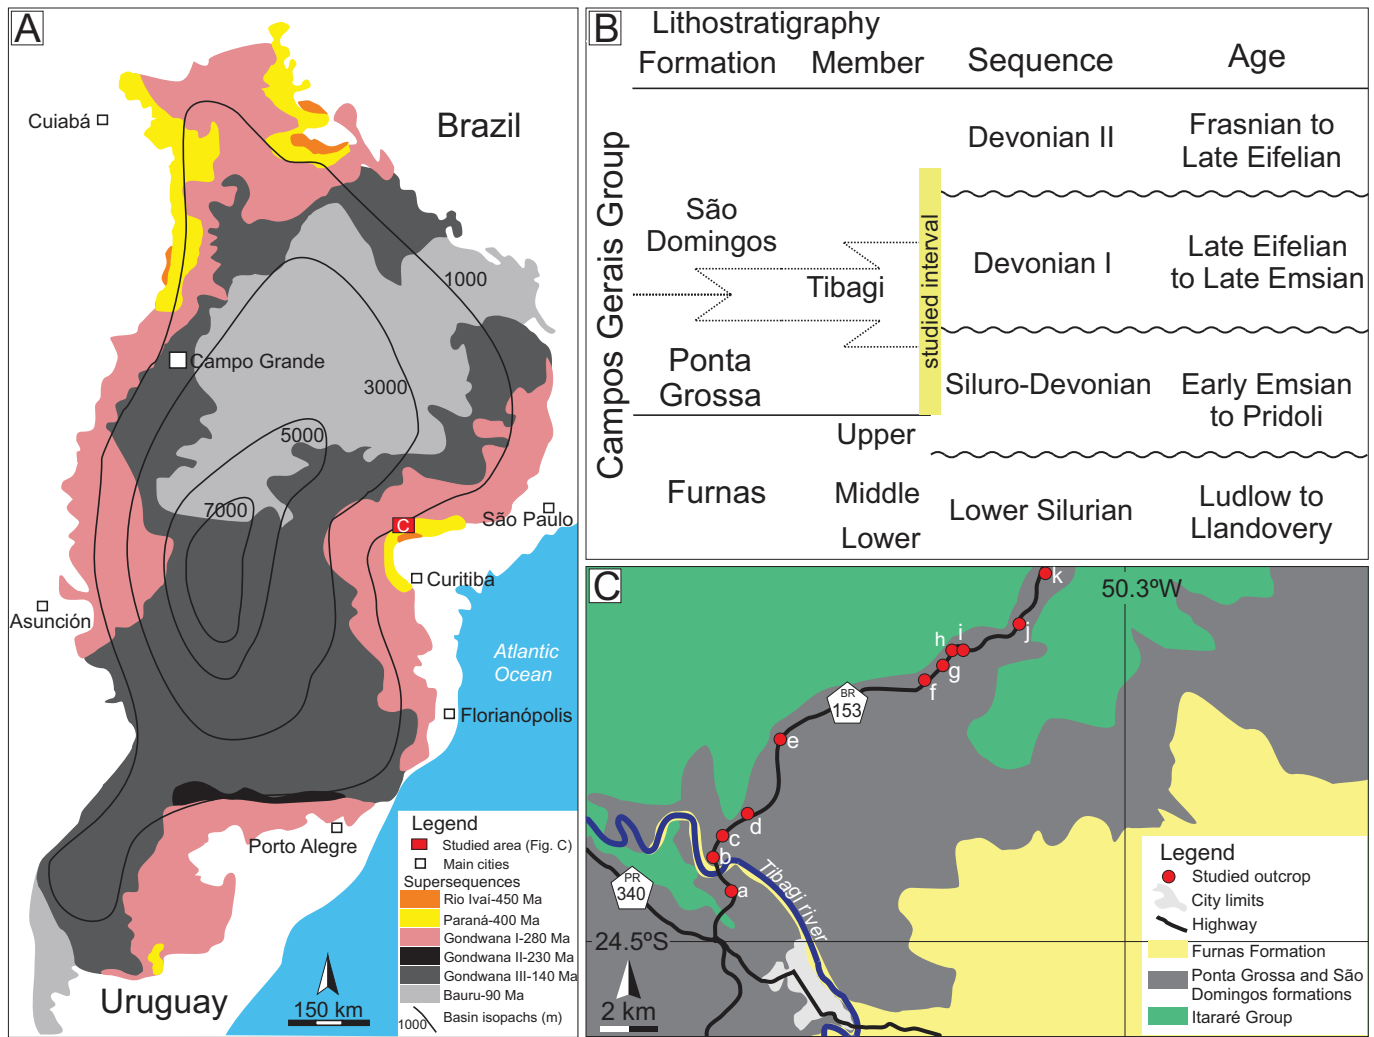 A
Cuiabá
Brazil
1000
Campo Grande
3000
5000
7000
C
São Paulo
Curitiba
Asunción
Atlantic
Ocean
Florianópolis
Porto Alegre
Uruguay
150 km
Legend
Studied area (Fig. C)
Main cities
Supersequences
Rio Ivaí-450 Ma
Paraná-400 Ma
Gondwana I-280 Ma
Gondwana II-230 Ma
Gondwana III-140 Ma
Bauru-90 Ma
1000 Basin isopachs (m)
B
Lithostratigraphy
Formation Member Sequence Age
Campos Gerais Group
São
Domingos
Tibagi
Ponta
Grossa
Upper
Furnas
Middle
Lower
studied interval
Devonian II
Devonian I
Siluro-Devonian
Lower Silurian
Frasnian to
Late Eifelian
Late Eifelian
to Late Emsian
Early Emsian
to Pridoli
Ludlow to
Llandovery
C
50.3ºW
k
j
i
h
g
f
BR
153
e
d
c
b
a
Tibagi river
PR
340
24.5ºS
2 km
Legend
Studied outcrop
City limits
Highway
Furnas Formation
Ponta Grossa and São
Domingos formations
Itararé Group